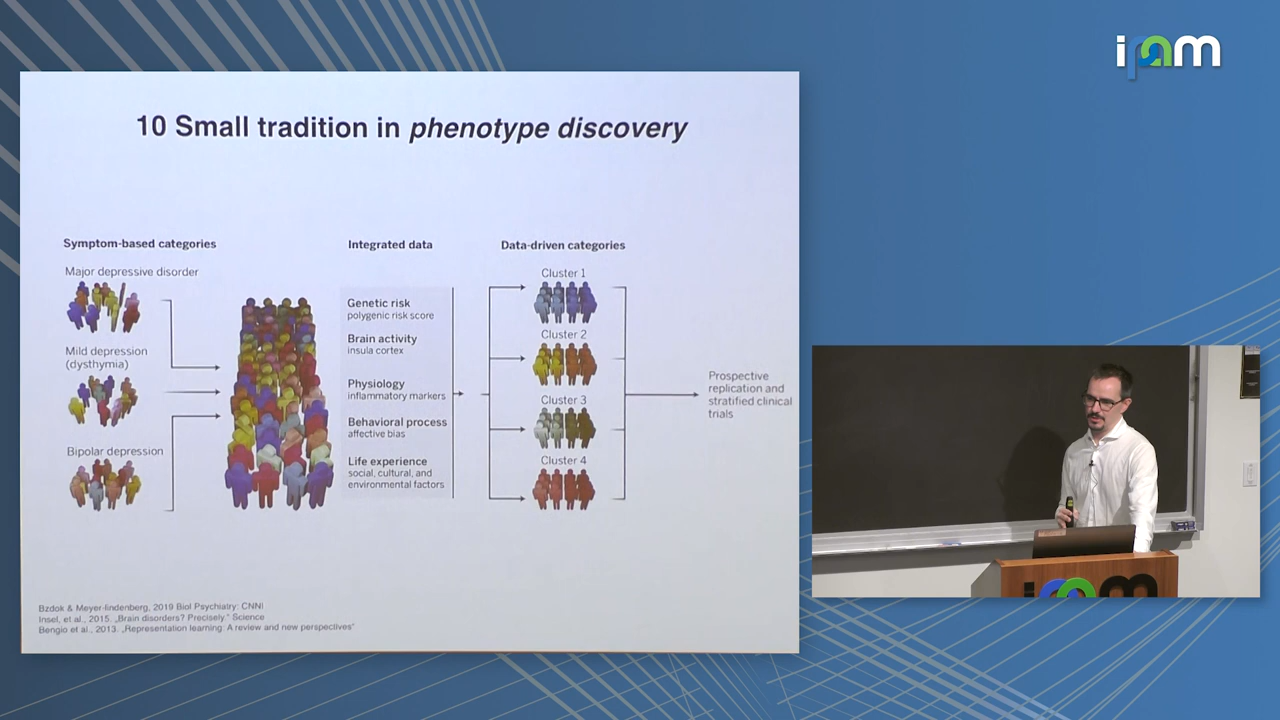 ipam
10 Small tradition in phenotype discovery
Symptom-based categories
Integrated data
Data-driven categories
Major depressive disorder
Mild depression
(dysthymia)
Bipolar depression
Genetic risk
polygenic risk score
Brain activity
insula cortex
Physiology
inflammatory markers
Behavioral process
affective bias
Life experience
social, cultural, and
environmental factors
Cluster 1
Cluster 2
Cluster 3
Cluster 4
Prospective
replication and
stratified clinical
trials
Bzdok & Meyer-lindenberg, 2019 Biol Psychiatry: CNNI
Insel, et al., 2015. „Brain disorders? Precisely.“ Science
Bengio et al., 2013. „Representation learning: A review and new perspectives“
ipam